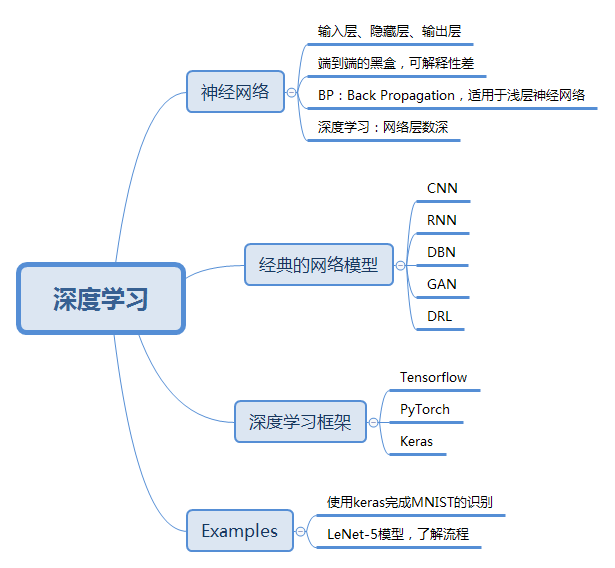 深度学习
神经网络
输入层、隐藏层、输出层
端到端的黑盒，可解释性差
BP：Back Propagation，适用于浅层神经网络
深度学习：网络层数深
经典的网络模型
CNN
RNN
DBN
GAN
DRL
深度学习框架
Tensorflow
PyTorch
Keras
Examples
使用keras完成MNIST的识别
LeNet-5模型，了解流程